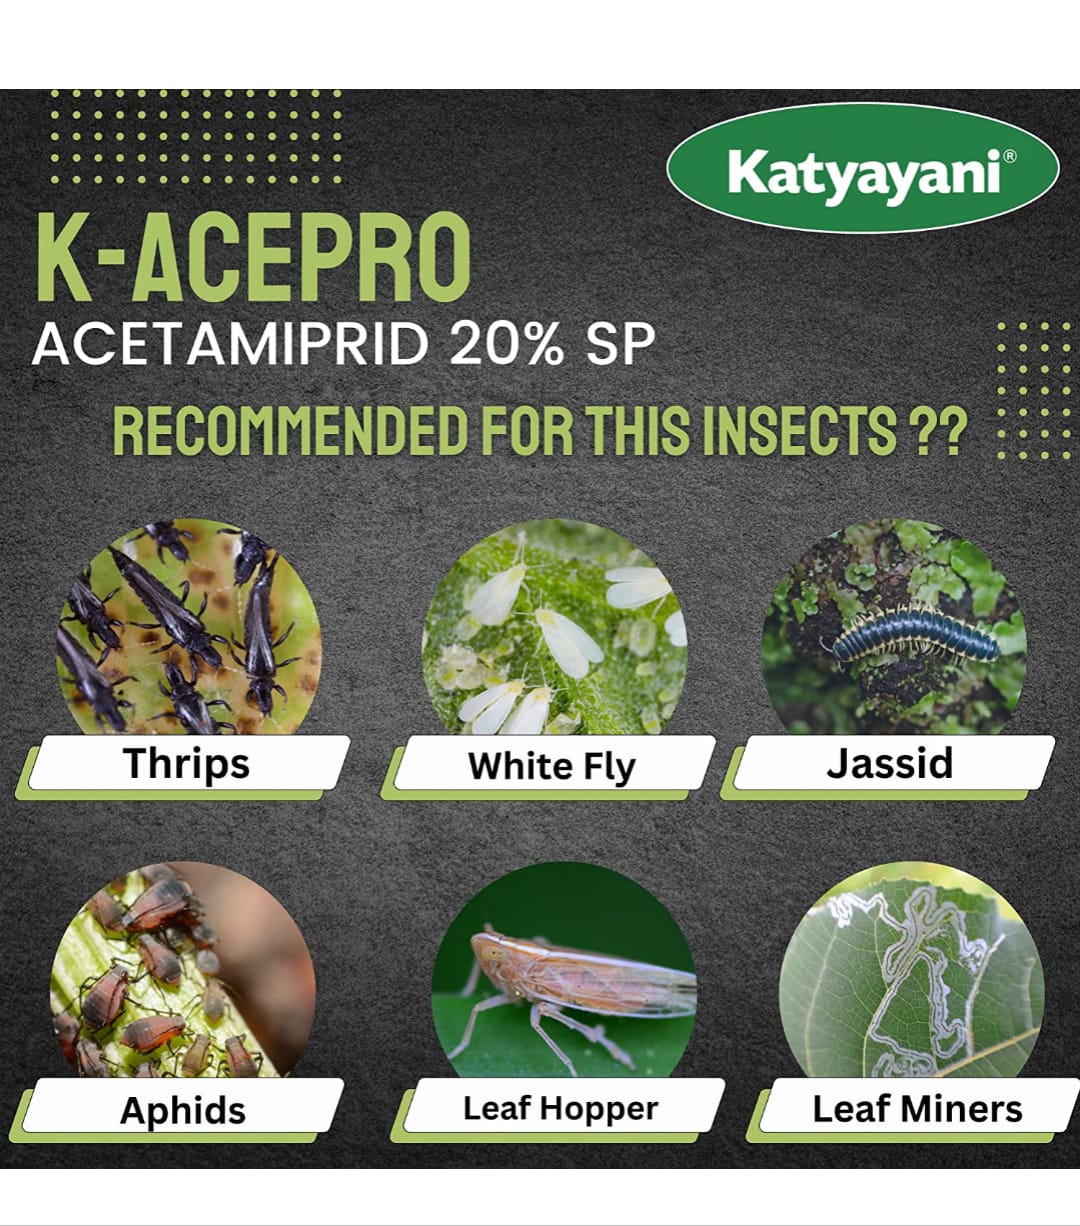 Katyayani®
K-ACEPRO
ACETAMIPRID 20% SP
RECOMMENDED FOR THIS INSECTS ??
Thrips
White Fly
Jassid
Aphids
Leaf Hopper
Leaf Miners